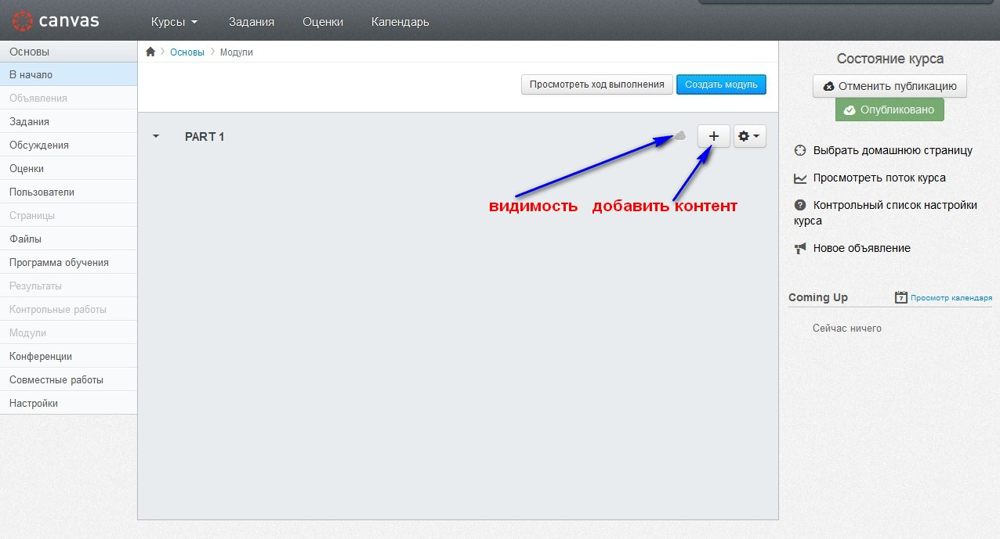 canvas
Курсы
Задания
Оценки
Календарь
Основы
В начало
Объявления
Задания
Обсуждения
Оценки
Пользователи
Страницы
Файлы
Программа обучения
Результаты
Контрольные работы
Модули
Конференции
Совместные работы
Настройки
Основы
Модули
Просмотреть ход выполнения
Создать модуль
PART 1
видимость
добавить контент
Состояние курса
Отменить публикацию
Опубликовано
Выбрать домашнюю страницу
Просмотреть поток курса
Контрольный список настройки
курса
Новое объявление
Coming Up
7
Просмотр календаря
Сейчас ничего